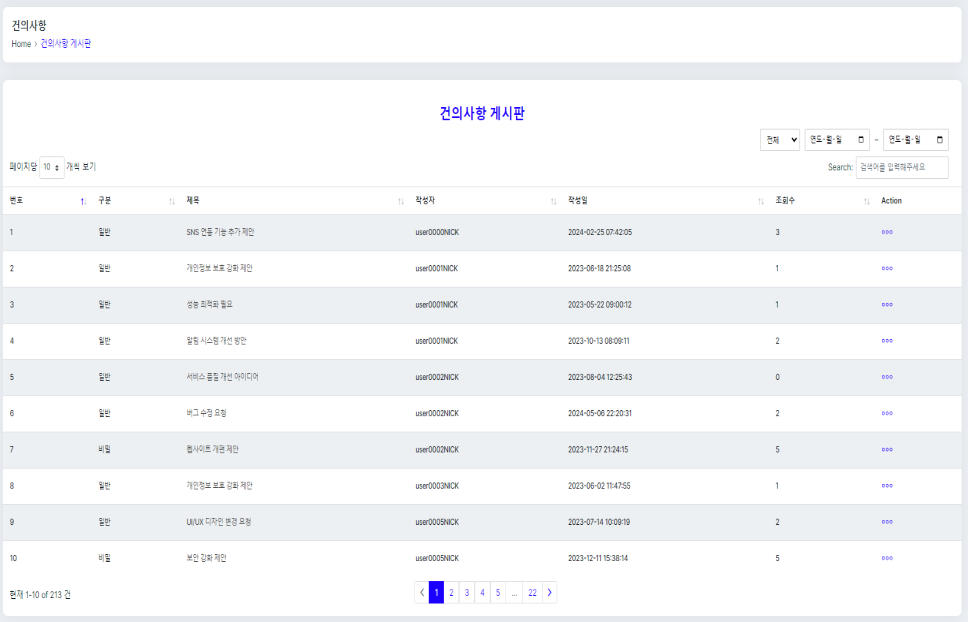 건의사항
Home › 건의사항 게시판
건의사항 게시판
전체 연도-월-일 ~ 연도-월-일
페이지당 10 개씩 보기 Search: 검색어를 입력해주세요
번호 구분 제목 작성자 작성일 조회수 Action
1 일반 SNS 연동 기능 추가 제안 user0000NICK 2024-02-25 07:42:05 3
2 일반 개인정보 보호 강화 제안 user0001NICK 2023-06-18 21:25:08 1
3 일반 성능 최적화 필요 user0001NICK 2023-05-22 09:00:12 1
4 일반 알림 시스템 개선 방안 user0001NICK 2023-10-13 08:09:11 2
5 일반 서비스 품질 개선 아이디어 user0002NICK 2023-08-04 12:25:43 0
6 일반 버그 수정 요청 user0002NICK 2024-05-06 22:20:31 2
7 비밀 웹사이트 개편 제안 user0002NICK 2023-11-27 21:24:15 5
8 일반 개인정보 보호 강화 제안 user0003NICK 2023-06-02 11:47:55 1
9 일반 UI/UX 디자인 변경 요청 user0005NICK 2023-07-14 10:09:19 2
10 비밀 보안 강화 제안 user0005NICK 2023-12-11 15:38:14 5
현재 1-10 of 213 건 ‹ 1 2 3 4 5 ... 22 ›